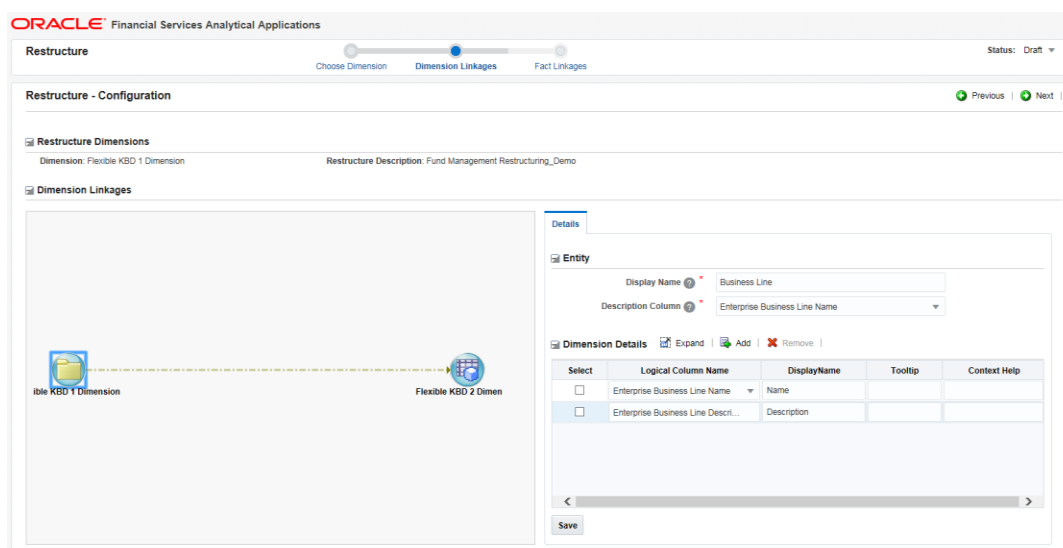 ORACLE® Financial Services Analytical Applications
Restructure
Choose Dimension Dimension Linkages Fact Linkages
Status: Draft
Restructure - Configuration
Previous | Next |
Restructure Dimensions
Dimension: Flexible KBD 1 Dimension Restructure Description: Fund Management Restructuring_Demo
Dimension Linkages
ible KBD 1 Dimension
Flexible KBD 2 Dimen
Details
Entity
Display Name ? * Business Line
Description Column ? * Enterprise Business Line Name
Dimension Details Expand | Add | Remove |
Select Logical Column Name DisplayName Tooltip Context Help
Enterprise Business Line Name Name
Enterprise Business Line Descri... Description
Save